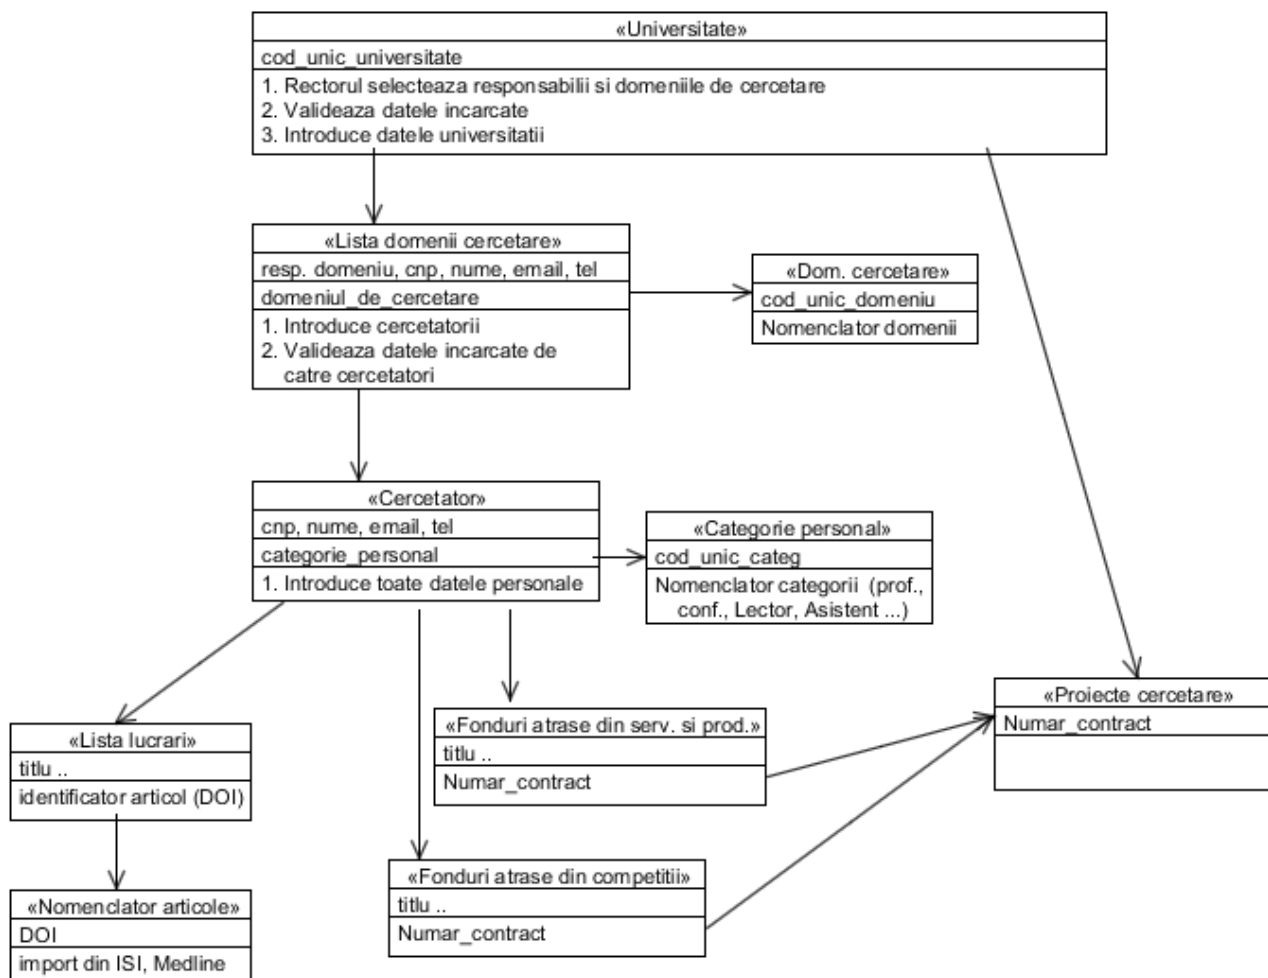 «Universitate»
cod_unic_universitate
1. Rectorul selecteaza responsabilii si domeniile de cercetare
2. Valideaza datele incarcate
3. Introduce datele universitatii
«Lista domenii cercetare»
resp. domeniu, cnp, nume, email, tel
domeniul_de_cercetare
1. Introduce cercetatorii
2. Valideaza datele incarcate de
catre cercetatori
«Dom. cercetare»
cod_unic_domeniu
Nomenclator domenii
«Cercetator»
cnp, nume, email, tel
categorie_personal
1. Introduce toate datele personale
«Categorie personal»
cod_unic_categ
Nomenclator categorii (prof.,
conf., Lector, Asistent ...)
«Proiecte cercetare»
Numar_contract
«Fonduri atrase din serv. si prod.»
titlu ..
Numar_contract
«Lista lucrari»
titlu ..
identificator articol (DOI)
«Fonduri atrase din competitii»
titlu ..
Numar_contract
«Nomenclator articole»
DOI
import din ISI, Medline